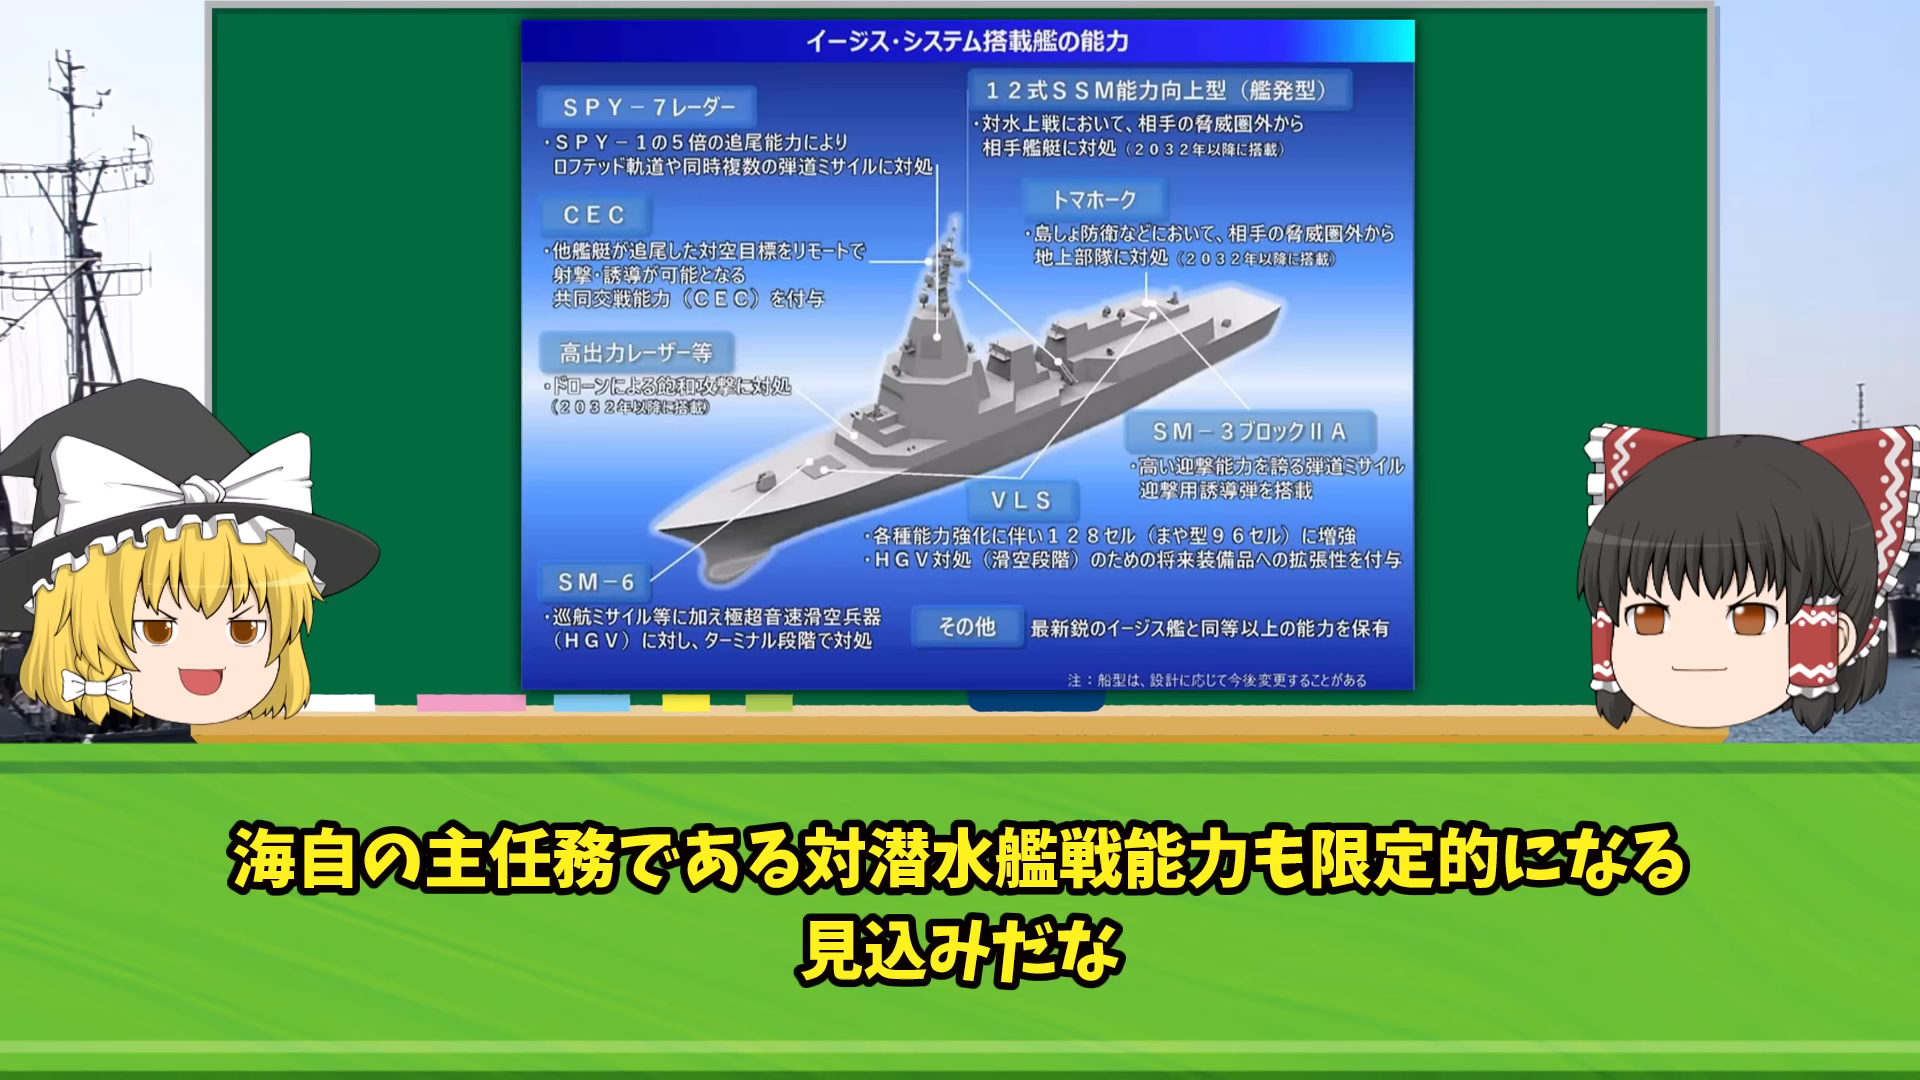 イージス・システム搭載艦の能力
ＳＰＹ－７レーダー
・ＳＰＹ－１の５倍の追尾能力により
ロフテッド軌道や同時複数の弾道ミサイルに対処
ＣＥＣ
・他艦艇が追尾した対空目標をリモートで
射撃・誘導が可能となる
共同交戦能力（ＣＥＣ）を付与
高出力レーザー等
・ドローンによる飽和攻撃に対処
（２０３２年以降に搭載）
１２式ＳＳＭ能力向上型（艦発型）
・対水上戦において、相手の脅威圏外から
相手艦艇に対処（２０３２年以降に搭載）
トマホーク
・島しょ防衛などにおいて、相手の脅威圏外から
地上部隊に対処（２０３２年以降に搭載）
ＳＭ－３ブロックⅡＡ
・高い迎撃能力を誇る弾道ミサイル
迎撃用誘導弾を搭載
ＶＬＳ
・各種能力強化に伴い１２８セル（まや型９６セル）に増強
・ＨＧＶ対処（滑空段階）のための将来装備品への拡張性を付与
ＳＭ－６
・巡航ミサイル等に加え極超音速滑空兵器
（ＨＧＶ）に対し、ターミナル段階で対処
その他 最新鋭のイージス艦と同等以上の能力を保有
注：船型は、設計に応じて今後変更することがある
海自の主任務である対潜水艦戦能力も限定的になる
見込みだな